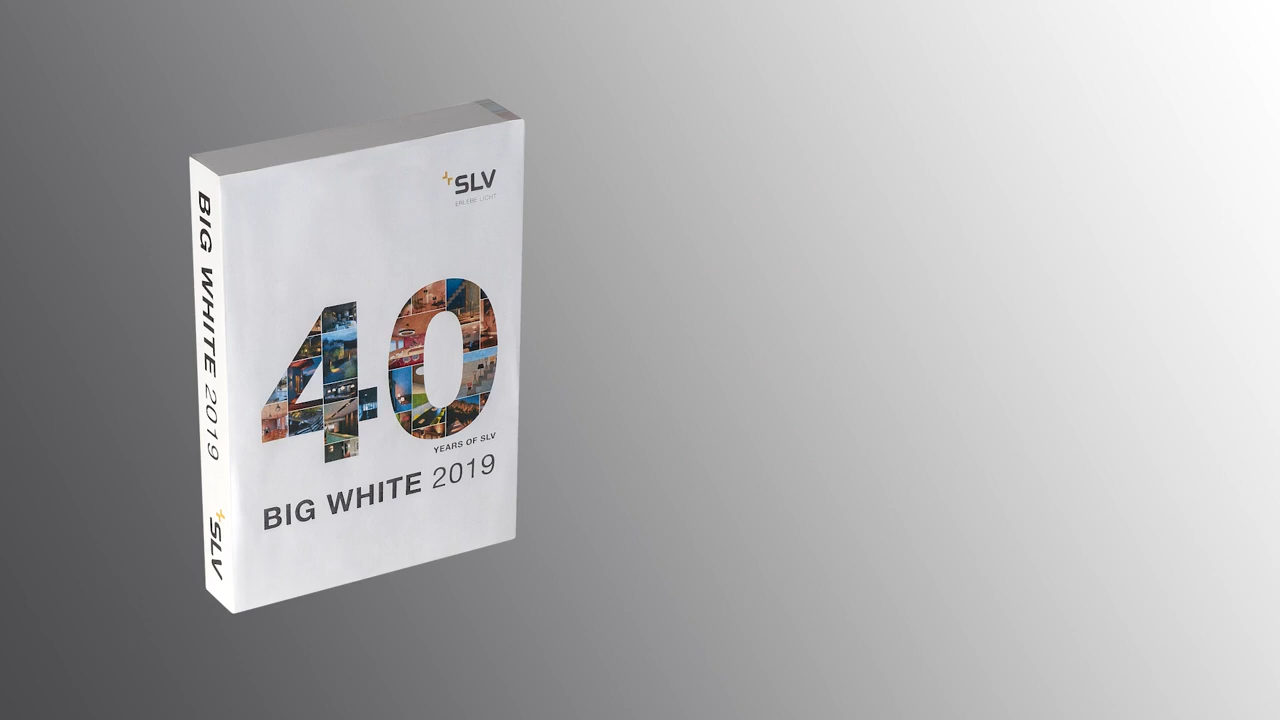 BIG WHITE 2019
SLV
SLV
ERLEBE LICHT
40
YEARS OF SLV
BIG WHITE 2019